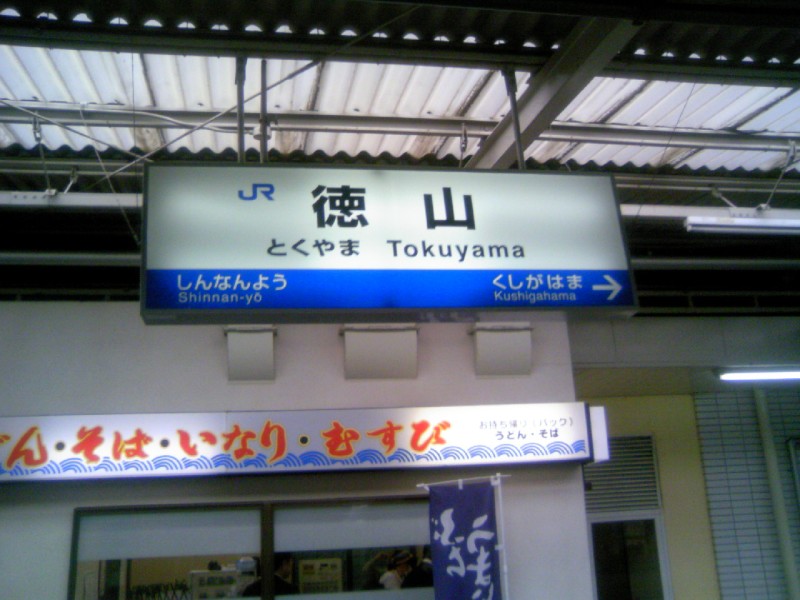 JR 徳山
とくやま Tokuyama
しんなんよう くしがはま
Shinnan-yō Kushigahama
どん・そば・いなり・むすび
お持ち帰り(パック)
うどん・そば